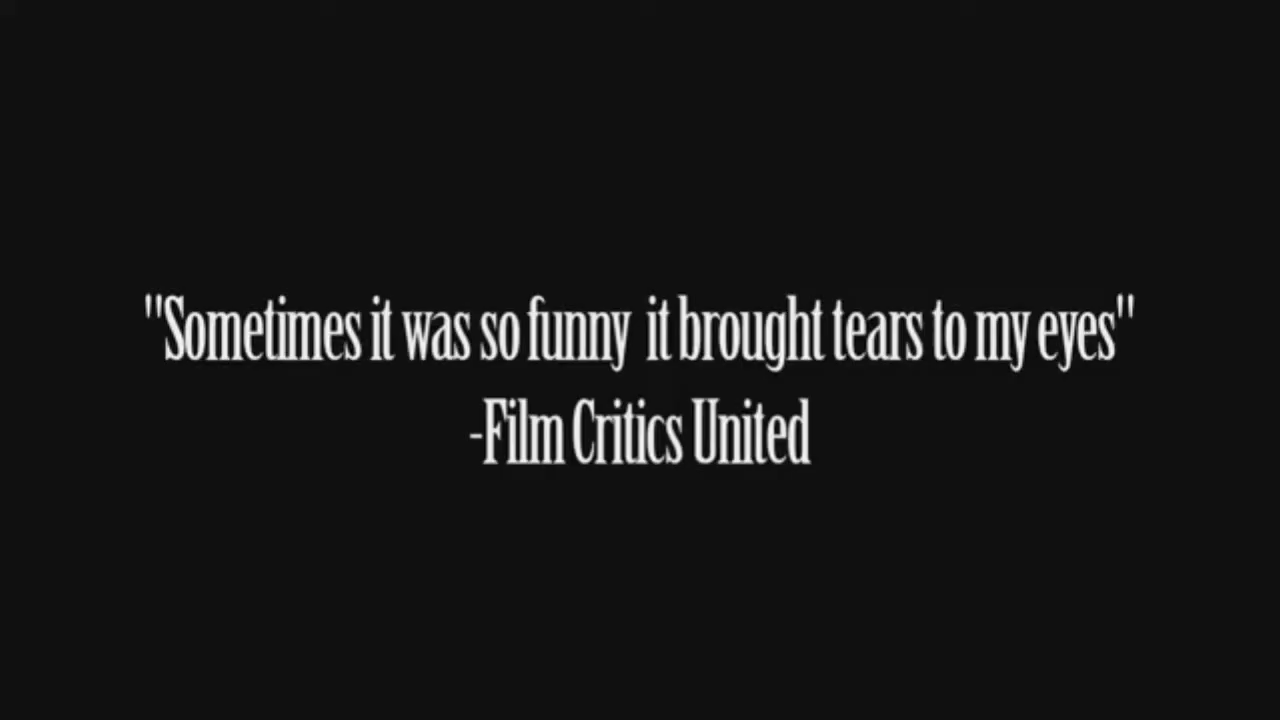 "Sometimes it was so funny  it brought tears to my eyes"
-Film Critics United